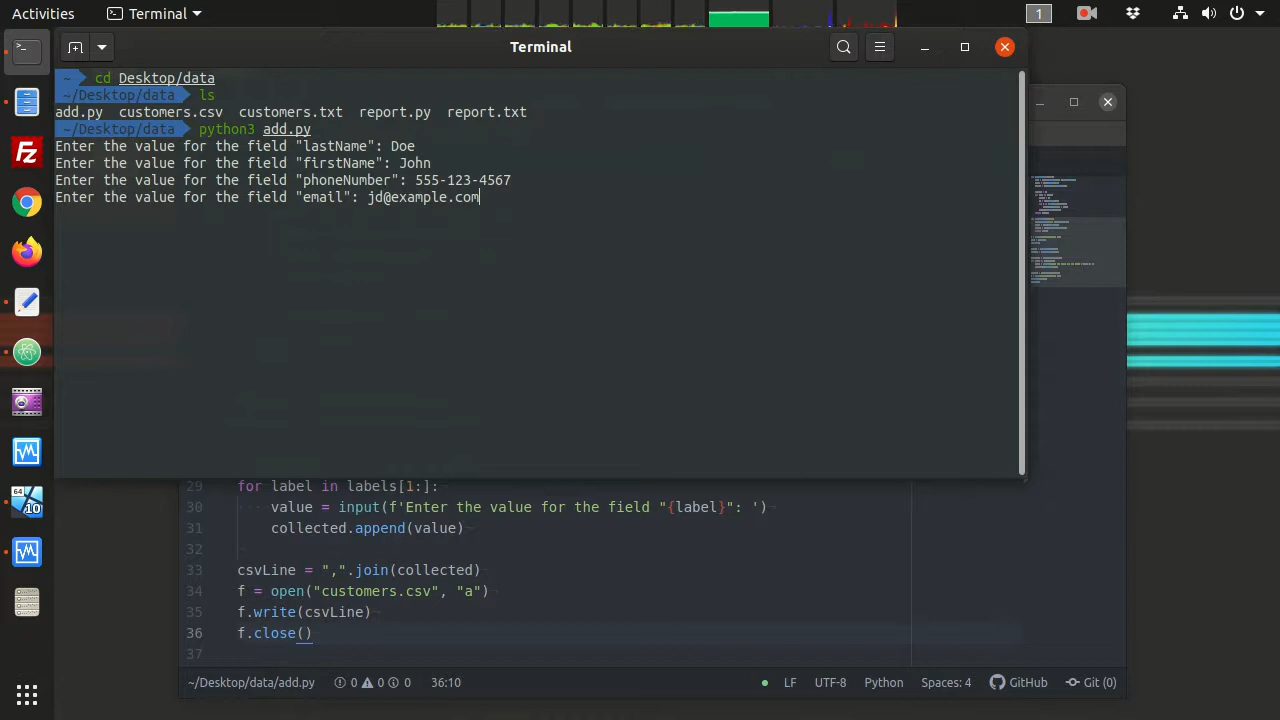 Activities Terminal 1
Terminal
~ cd Desktop/data
~/Desktop/data ls
add.py customers.csv customers.txt report.py report.txt
~/Desktop/data python3 add.py
Enter the value for the field "lastName": Doe
Enter the value for the field "firstName": John
Enter the value for the field "phoneNumber": 555-123-4567
Enter the value for the field "email": jd@example.com
29 for label in labels[1:]:
30 value = input(f'Enter the value for the field "{label}": ')
31 collected.append(value)
32
33 csvLine = ",".join(collected)
34 f = open("customers.csv", "a")
35 f.write(csvLine)
36 f.close()
37
~/Desktop/data/add.py 0 0 0 36:10 LF UTF-8 Python Spaces: 4 GitHub Git (0)
Fz
64
10